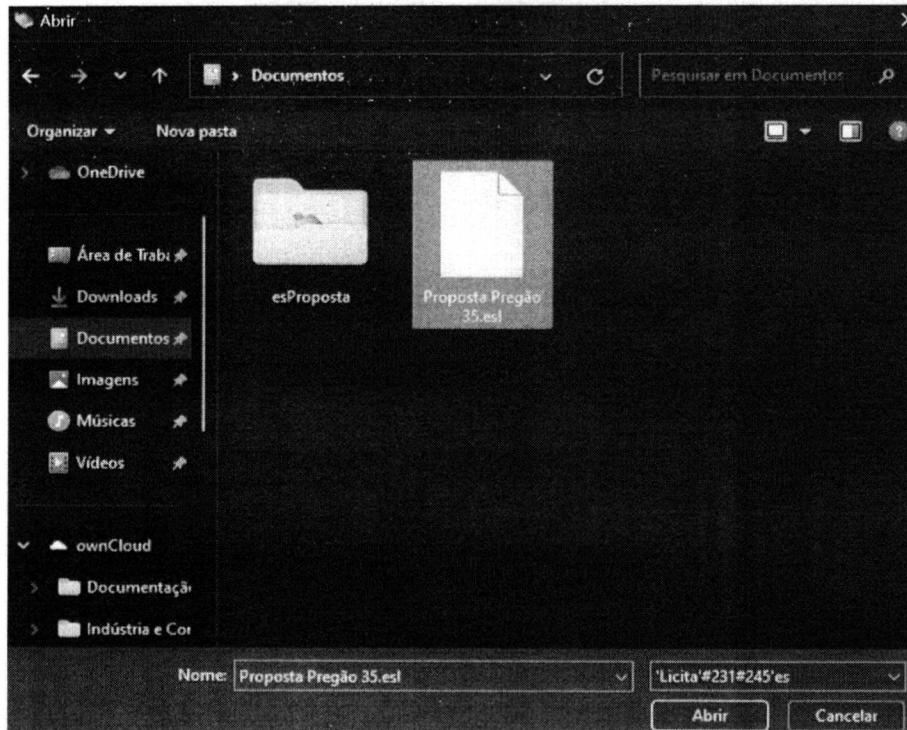 Abrir
Documentos
Pesquisar em Documentos
Organizar
Nova pasta
OneDrive
Área de Traba
Downloads
Documentos
Imagens
Músicas
Vídeos
ownCloud
Documentaçã
Indústria e Cor
esProposta
Proposta Pregão
35.esl
Nome:
Proposta Pregão 35.esl
'Licita'#231#245'es
Abrir
Cancelar